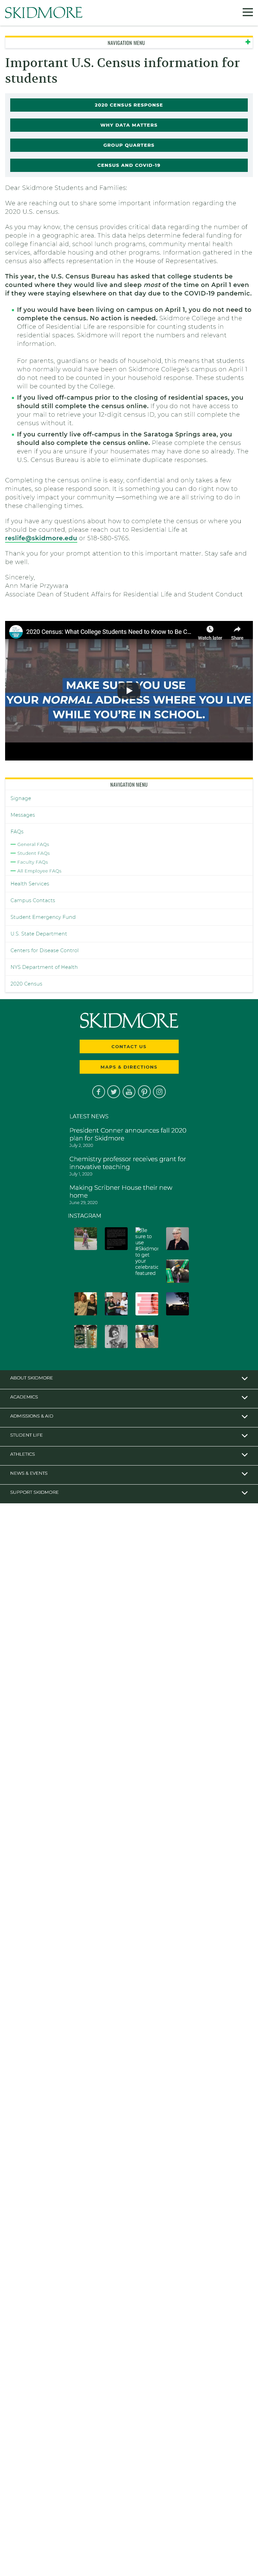 SKIDMORE
NAVIGATION MENU
Important U.S. Census information for
students
2020 CENSUS RESPONSE
WHY DATA MATTERS
GROUP QUARTERS
CENSUS AND COVID-19
Dear Skidmore Students and Families:
We are reaching out to share some important information regarding the
2020 U.S. census.
As you may know, the census provides critical data regarding the number of
people in a geographic area. This data helps determine federal funding for
college financial aid, school lunch programs, community mental health
services, affordable housing and other programs. Information gathered in the
census also affects representation in the House of Representatives.
This year, the U.S. Census Bureau has asked that college students be
counted where they would live and sleep most of the time on April 1 even
if they were staying elsewhere on that day due to the COVID-19 pandemic.
If you would have been living on campus on April 1, you do not need to
complete the census. No action is needed. Skidmore College and the
Office of Residential Life are responsible for counting students in
residential spaces. Skidmore will report the numbers and relevant
information.
For parents, guardians or heads of household, this means that students
who normally would have been on Skidmore College's campus on April 1
do not need to be counted in your household response. These students
will be counted by the College.
If you lived off-campus prior to the closing of residential spaces, you
should still complete the census online. If you do not have access to
your mail to retrieve your 12-digit census ID, you can still complete the
census without it.
If you currently live off-campus in the Saratoga Springs area, you
should also complete the census online. Please complete the census
even if you are unsure if your housemates may have done so already. The
U.S. Census Bureau is able to eliminate duplicate responses.
Completing the census online is easy, confidential and only takes a few
minutes, so please respond soon. It is something you can do right now to
positively impact your community —something we are all striving to do in
these challenging times.
If you have any questions about how to complete the census or where you
should be counted, please reach out to Residential Life at
reslife@skidmore.edu or 518-580-5765.
Thank you for your prompt attention to this important matter. Stay safe and
be well.
Sincerely,
Ann Marie Przywara
Associate Dean of Student Affairs for Residential Life and Student Conduct
2020 Census: What College Students Need to Know to Be C...
Watch later
Share
MAKE SURE YOU USE
YOUR NORMAL ADDRESS WHERE YOU LIVE
WHILE YOU'RE IN SCHOOL.
NAVIGATION MENU
Signage
Messages
FAQs
General FAQs
Student FAQs
Faculty FAQs
All Employee FAQs
Health Services
Campus Contacts
Student Emergency Fund
U.S. State Department
Centers for Disease Control
NYS Department of Health
2020 Census
SKIDMORE
CONTACT US
MAPS & DIRECTIONS
LATEST NEWS
President Conner announces fall 2020
plan for Skidmore
July 2, 2020
Chemistry professor receives grant for
innovative teaching
July 1, 2020
Making Scribner House their new
home
June 29, 2020
INSTAGRAM
Be
sure to
use
#Skidmo
to get
your
celebratio
featured
ABOUT SKIDMORE
ACADEMICS
ADMISSIONS & AID
STUDENT LIFE
ATHLETICS
NEWS & EVENTS
SUPPORT SKIDMORE